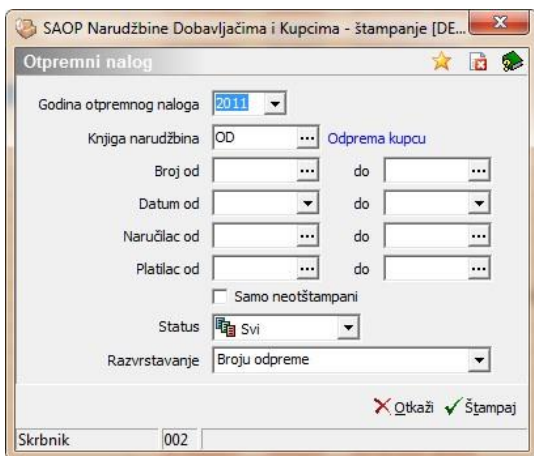 SAOP Narudžbine Dobavljačima i Kupcima - štampanje [DE...
Otpremni nalog
Godina otpremnog naloga 2011
Knjiga narudžbina OD ... Odprema kupcu
Broj od ... do ...
Datum od do
Naručilac od ... do ...
Platilac od ... do ...
Samo neotštampani
Status Svi
Razvrstavanje Broju odpreme
Otkaži Štampaj
Skrbnik 002